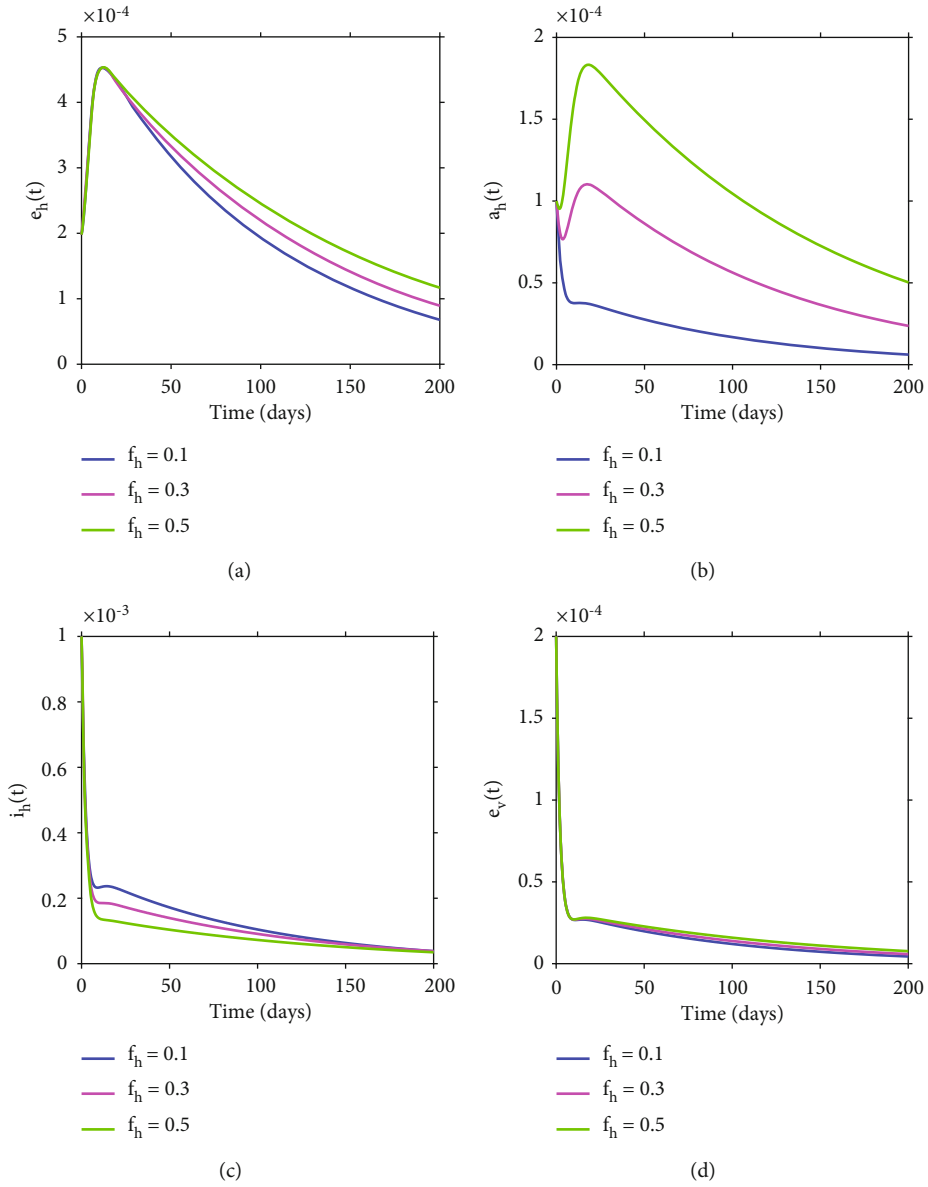 ×10-4
5
4
3
2
1
0
e_h(t)
0 50 100 150 200
Time (days)
f_h = 0.1
f_h = 0.3
f_h = 0.5
(a)
×10-4
2
1.5
1
0.5
0
a_h(t)
0 50 100 150 200
Time (days)
f_h = 0.1
f_h = 0.3
f_h = 0.5
(b)
×10-3
1
0.8
0.6
0.4
0.2
0
i_h(t)
0 50 100 150 200
Time (days)
f_h = 0.1
f_h = 0.3
f_h = 0.5
(c)
×10-4
2
1.5
1
0.5
0
e_v(t)
0 50 100 150 200
Time (days)
f_h = 0.1
f_h = 0.3
f_h = 0.5
(d)